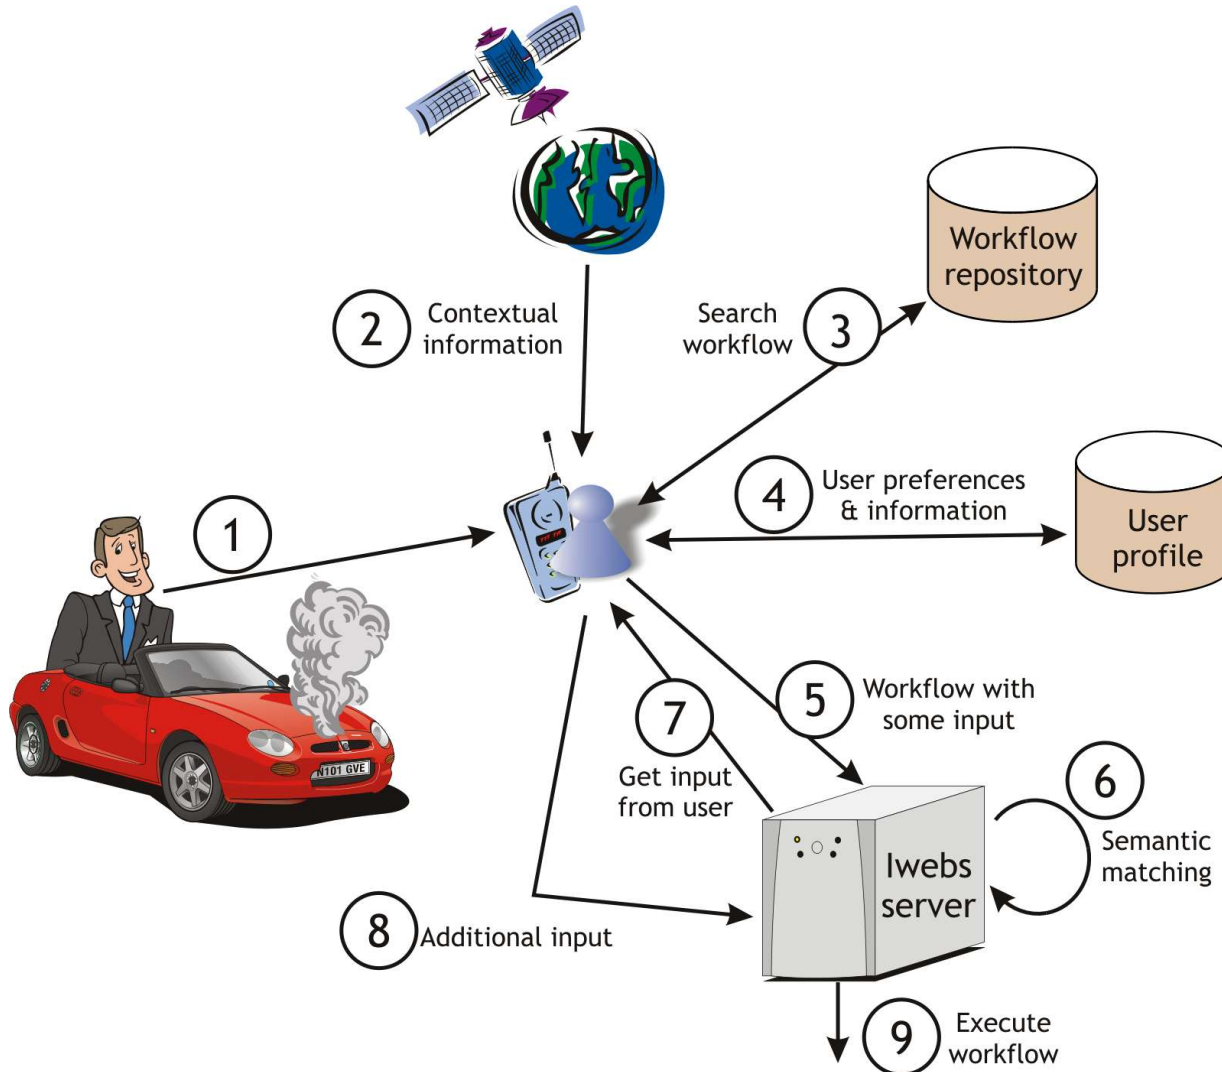 Workflow
repository
2
Contextual
information
Search
workflow
3
4
User preferences
& information
User
profile
1
N101 GVE
5
Workflow with
some input
7
Get input
from user
6
Semantic
matching
Iwebs
server
8
Additional input
9
Execute
workflow